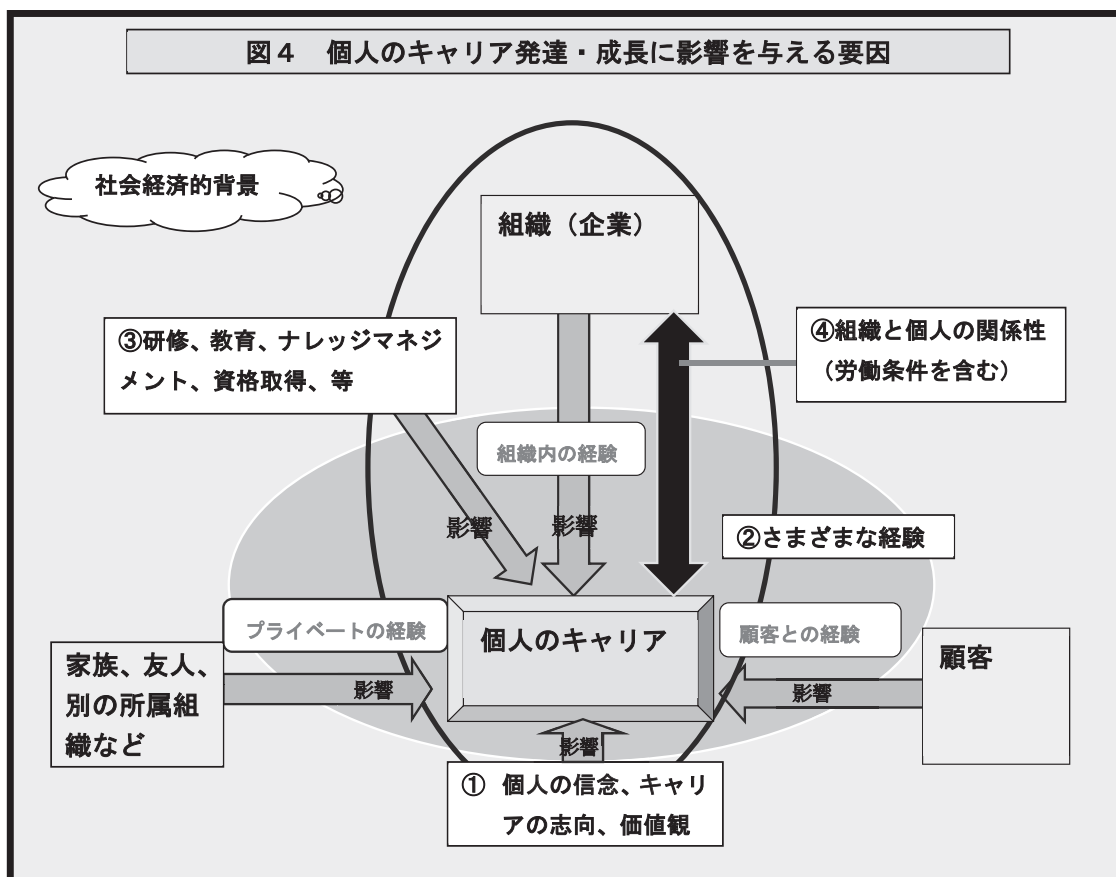 図４　個人のキャリア発達・成長に影響を与える要因
社会経済的背景
組織（企業）
③研修、教育、ナレッジマネジ
メント、資格取得、等
④組織と個人の関係性
（労働条件を含む）
組織内の経験
影響
影響
②さまざまな経験
プライベートの経験
個人のキャリア
顧客との経験
家族、友人、
別の所属組
織など
影響
影響
顧客
影響
① 個人の信念、キャリ
アの志向、価値観